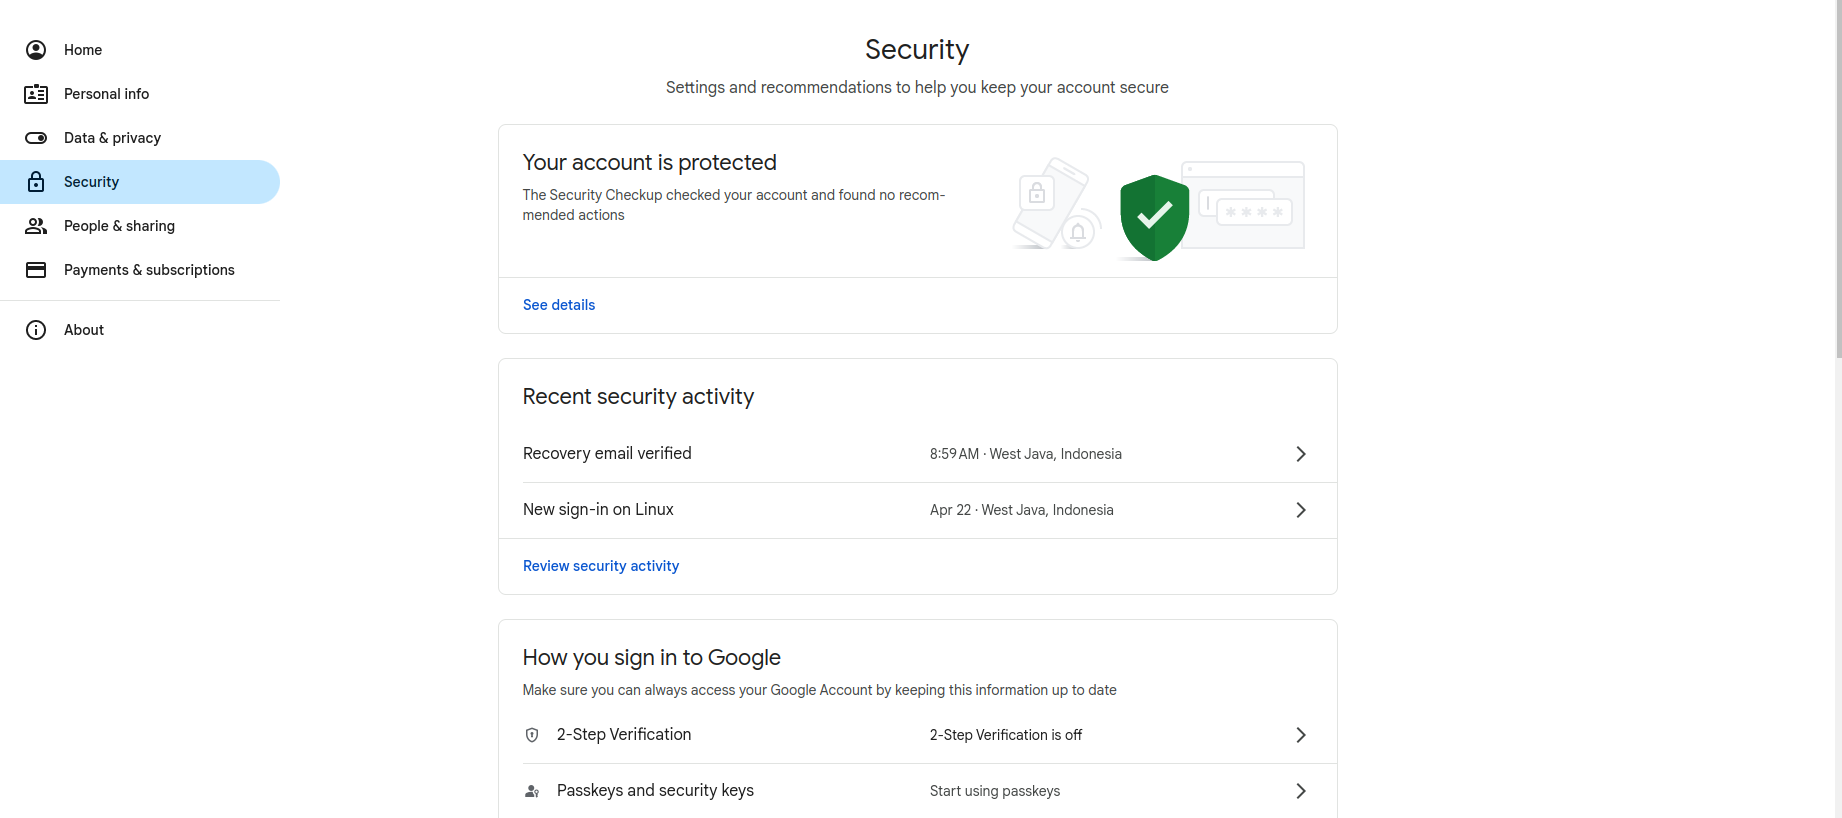 Home
Personal info
Data & privacy
Security
People & sharing
Payments & subscriptions
About
Security
Settings and recommendations to help you keep your account secure
Your account is protected
The Security Checkup checked your account and found no recom-
mended actions
****
See details
Recent security activity
Recovery email verified
8:59 AM · West Java, Indonesia
New sign-in on Linux
Apr 22 · West Java, Indonesia
Review security activity
How you sign in to Google
Make sure you can always access your Google Account by keeping this information up to date
2-Step Verification
2-Step Verification is off
Passkeys and security keys
Start using passkeys